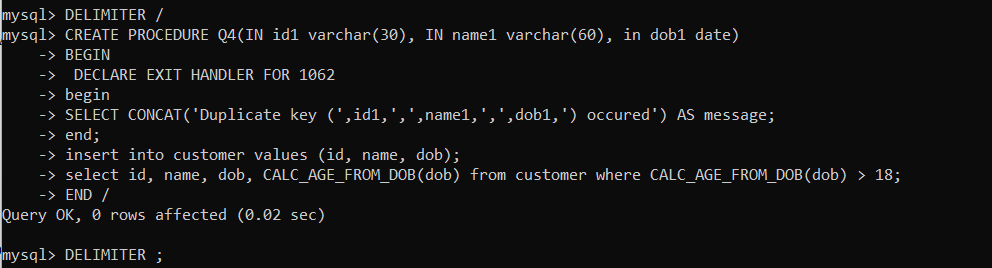 mysql> DELIMITER /
mysql> CREATE PROCEDURE Q4(IN id1 varchar(30), IN name1 varchar(60), in dob1 date)
    -> BEGIN
    ->  DECLARE EXIT HANDLER FOR 1062
    -> begin
    -> SELECT CONCAT('Duplicate key (',id1,',',name1,',',dob1,') occured') AS message;
    -> end;
    -> insert into customer values (id, name, dob);
    -> select id, name, dob, CALC_AGE_FROM_DOB(dob) from customer where CALC_AGE_FROM_DOB(dob) > 18;
    -> END /
Query OK, 0 rows affected (0.02 sec)

mysql> DELIMITER ;